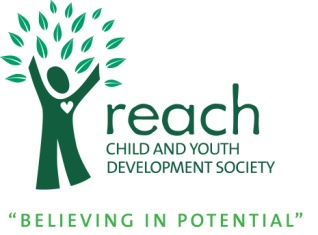 reach
CHILD AND YOUTH
DEVELOPMENT SOCIETY
“BELIEVING IN POTENTIAL”